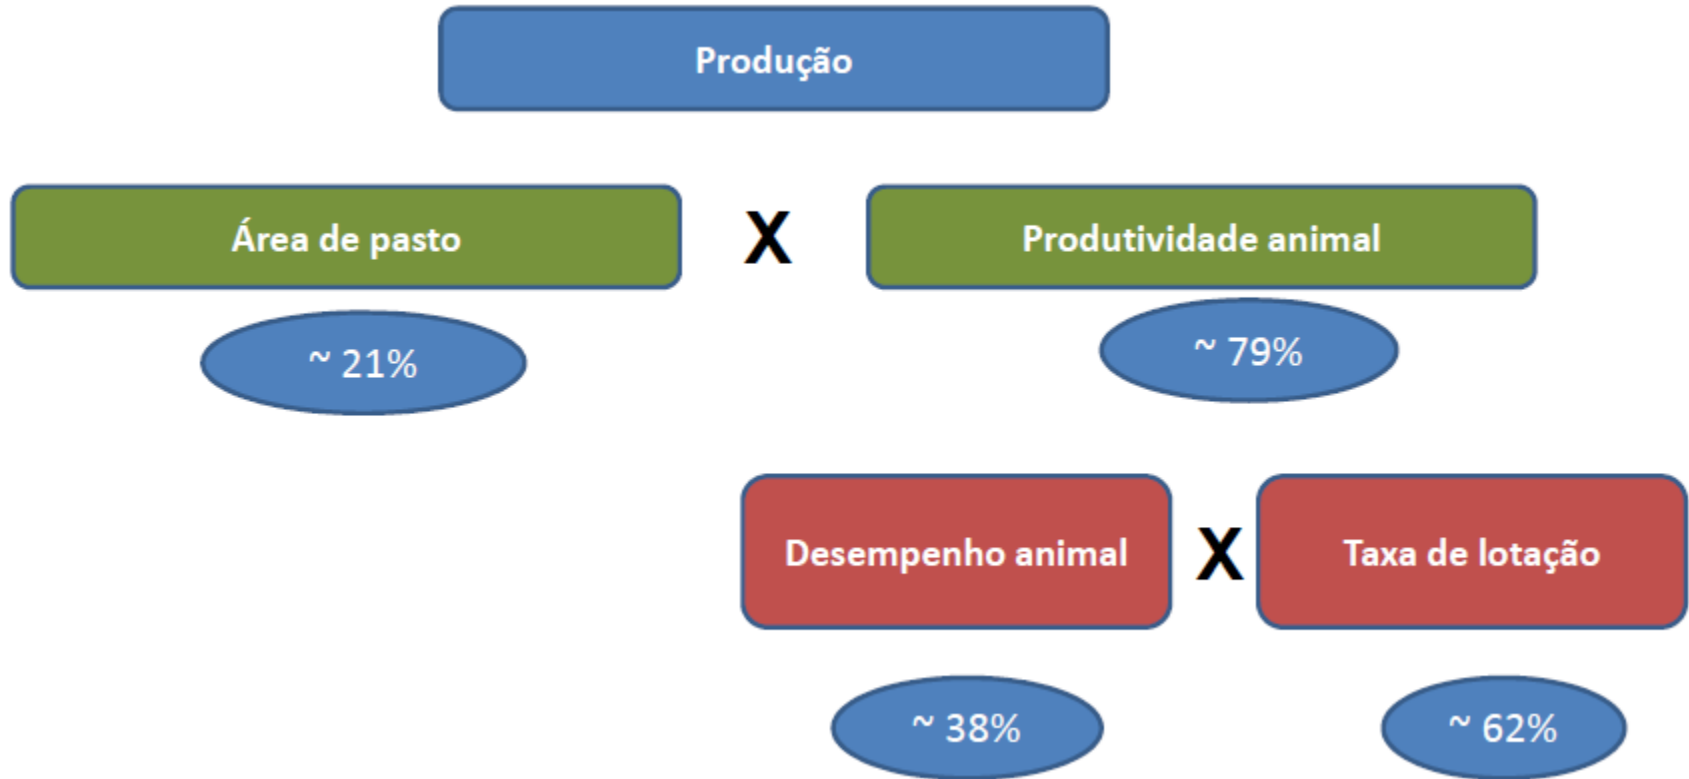 Produção
Área de pasto
X
Produtividade animal
~ 21%
~ 79%
Desempenho animal
X
Taxa de lotação
~ 38%
~ 62%